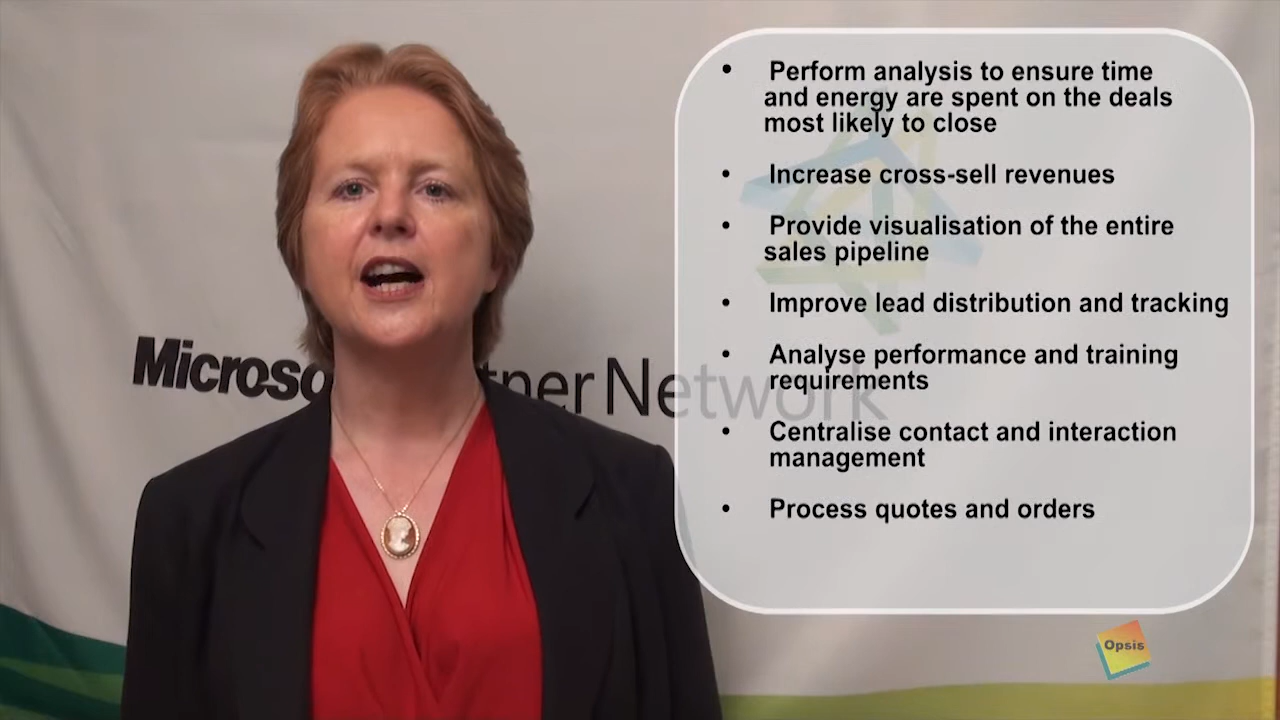 • Perform analysis to ensure time
and energy are spent on the deals
most likely to close
• Increase cross-sell revenues
• Provide visualisation of the entire
sales pipeline
• Improve lead distribution and tracking
• Analyse performance and training
requirements
• Centralise contact and interaction
management
• Process quotes and orders
Network
Opsis